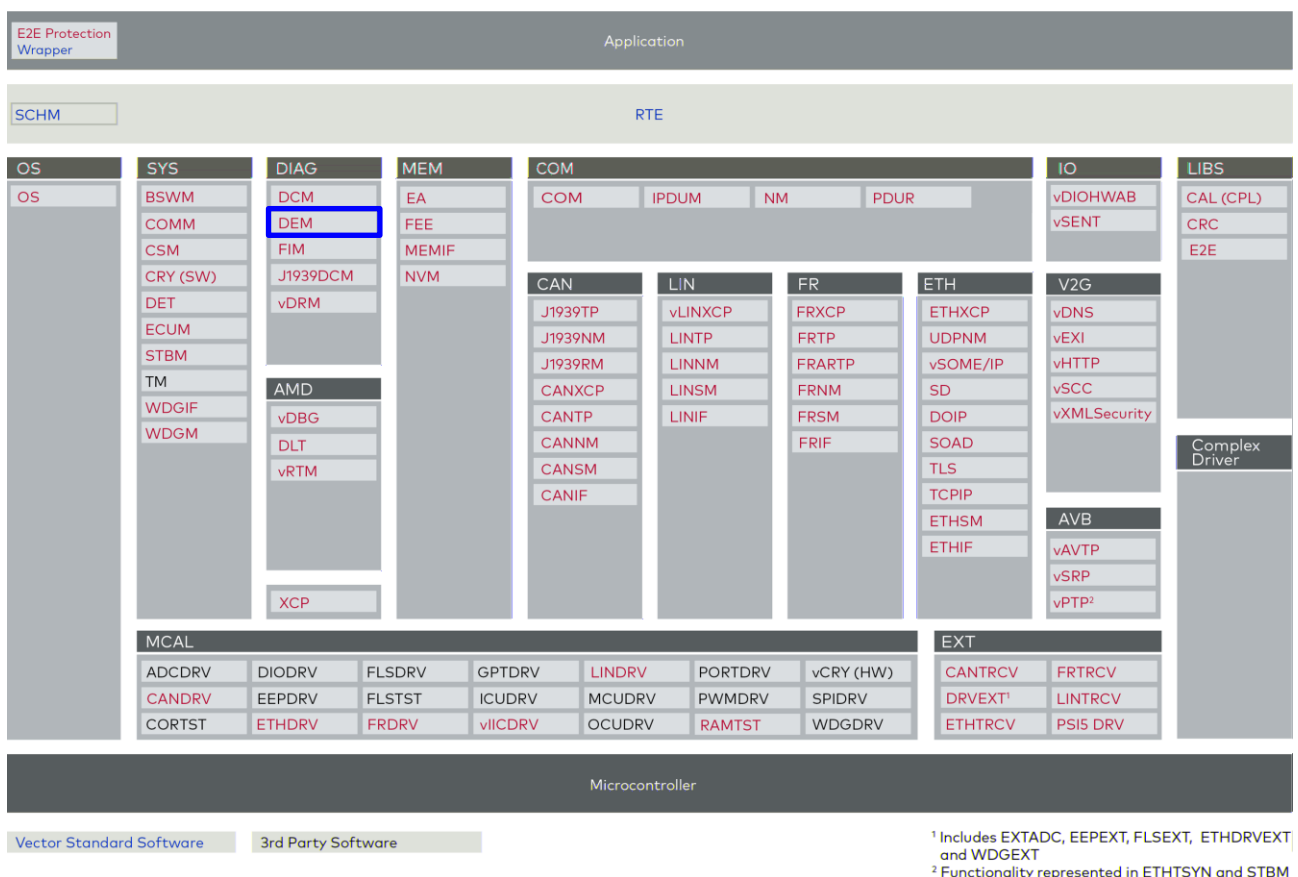 E2E Protection
Wrapper
Application
SCHM
RTE
OS
OS
SYS
BSWM
COMM
CSM
CRY (SW)
DET
ECUM
STBM
TM
WDGIF
WDGM
DIAG
DCM
DEM
FIM
J1939DCM
vDRM
AMD
vDBG
DLT
vRTM
XCP
MEM
EA
FEE
MEMIF
NVM
COM
COM IPDUM NM PDUR
CAN
J1939TP
J1939NM
J1939RM
CANXCP
CANTP
CANNM
CANSM
CANIF
LIN
vLINXCP
LINTP
LINNM
LINSM
LINIF
FR
FRXCP
FRTP
FRARTP
FRNM
FRSM
FRIF
ETH
ETHXCP
UDPNM
vSOME/IP
SD
DOIP
SOAD
TLS
TCPIP
ETHSM
ETHIF
IO
vDIOHWAB
vSENT
V2G
vDNS
vEXI
vHTTP
vSCC
vXMLSecurity
AVB
vAVTP
vSRP
vPTP²
LIBS
CAL (CPL)
CRC
E2E
Complex
Driver
MCAL
ADCDRV DIODRV FLSDRV GPTDRV LINDRV PORTDRV vCRY (HW)
CANDRV EEPDRV FLSTST ICUDRV MCUDRV PWMDRV SPIDRV
CORTST ETHDRV FRDRV vIICDRV OCUDRV RAMTST WDGDRV
EXT
CANTRCV FRTRCV
DRVEXT¹ LINTRCV
ETHTRCV PSI5 DRV
Microcontroller
Vector Standard Software
3rd Party Software
¹ Includes EXTADC, EEPEXT, FLSEXT, ETHDRVEXT
and WDGEXT
² Functionality represented in ETHTSYN and STBM